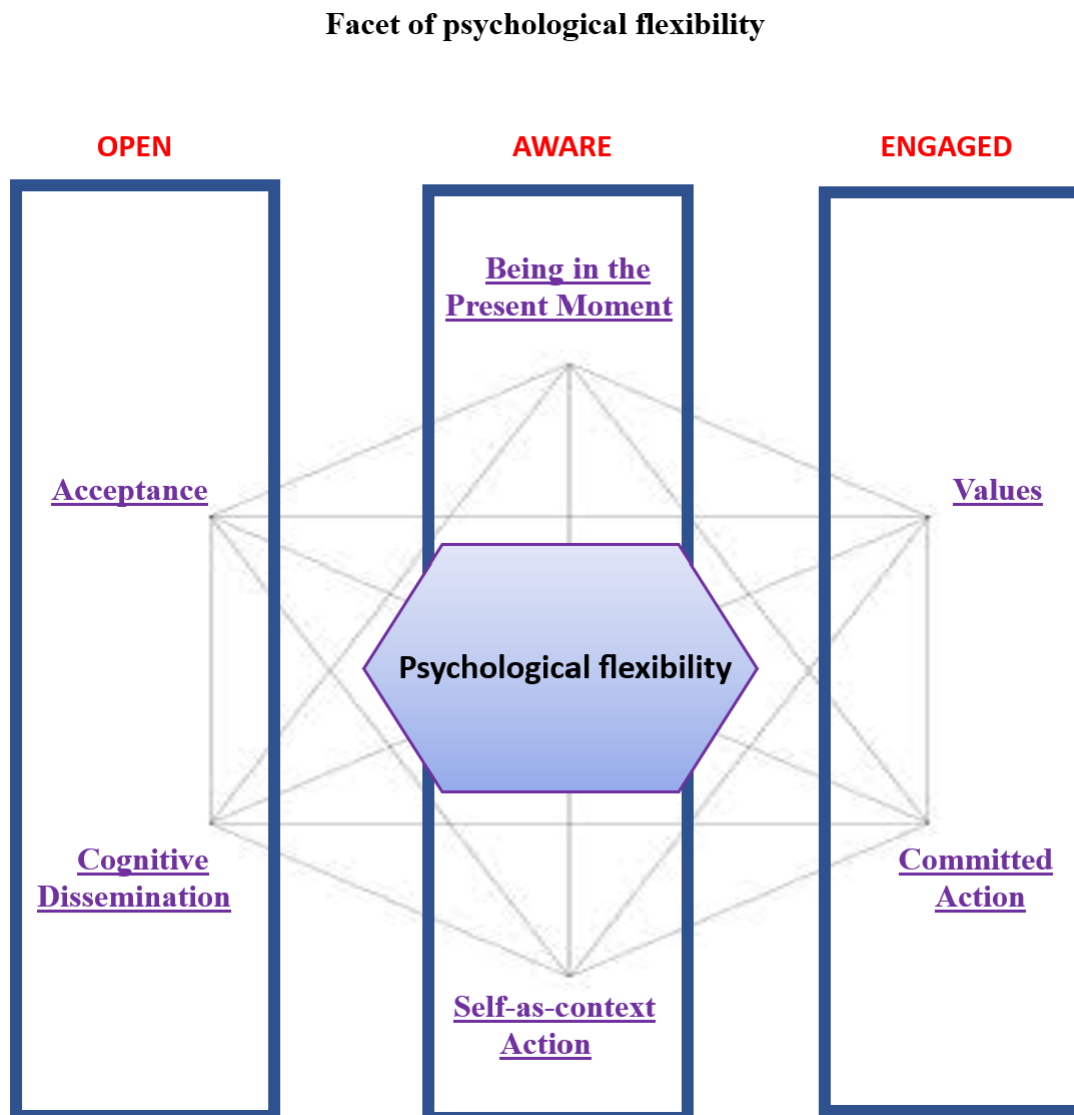 Facet of psychological flexibility
OPEN
AWARE
ENGAGED
Being in the
Present Moment
Acceptance
Values
Psychological flexibility
Cognitive
Dissemination
Committed
Action
Self-as-context
Action